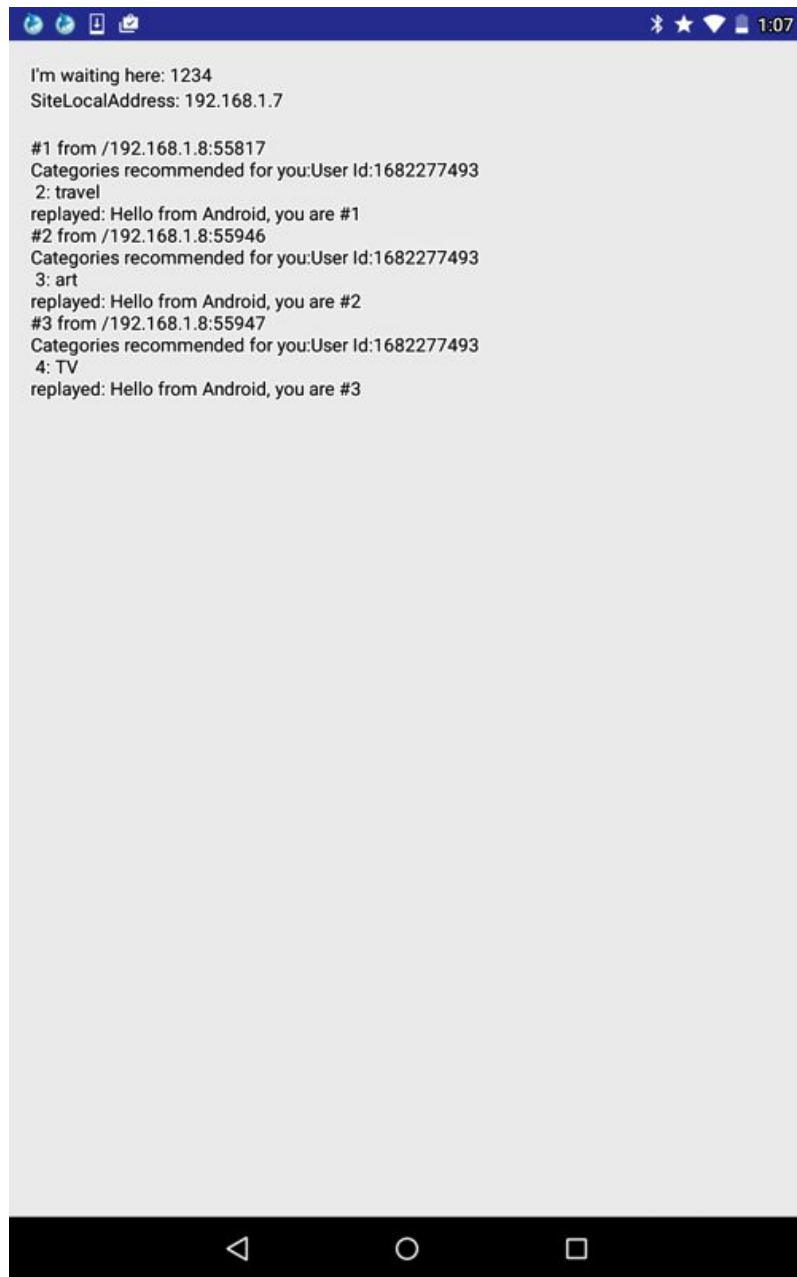 1:07
I'm waiting here: 1234
SiteLocalAddress: 192.168.1.7
#1 from /192.168.1.8:55817
Categories recommended for you:User Id:1682277493
2: travel
replayed: Hello from Android, you are #1
#2 from /192.168.1.8:55946
Categories recommended for you:User Id:1682277493
3: art
replayed: Hello from Android, you are #2
#3 from /192.168.1.8:55947
Categories recommended for you:User Id:1682277493
4: TV
replayed: Hello from Android, you are #3